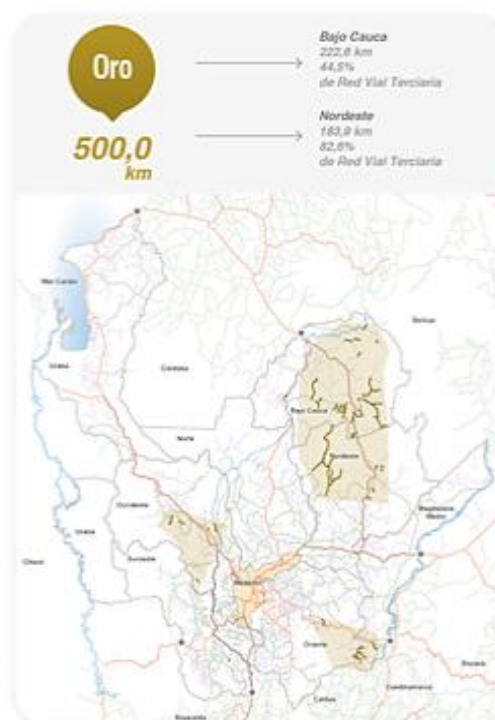 Oro
500,0
km
Bajo Cauca
222,6 km
44,5%
de Red Vial Terciaria
Nordeste
183,9 km
82,6%
de Red Vial Terciaria
Mar Caribe
Bolívar
Urabá
Córdoba
Bajo Cauca
Norte
Nordeste
Occidente
Magdalena
Medio
Chocó
Suroeste
Oriente
Boyacá
Cundinamarca
Caldas
Risaralda